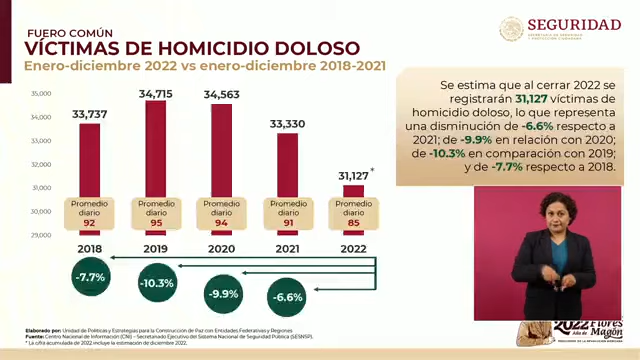 FUERO COMÚN
VÍCTIMAS DE HOMICIDIO DOLOSO
Enero-diciembre 2022 vs enero-diciembre 2018-2021
SEGURIDAD
SECRETARÍA DE SEGURIDAD
Y PROTECCIÓN CIUDADANA
35,000
34,000
33,000
32,000
31,000
30,000
29,000
33,737
34,715
34,563
33,330
31,127*
Promedio diario 92
Promedio diario 95
Promedio diario 94
Promedio diario 91
Promedio diario 85
2018 2019 2020 2021 2022
-7.7%
-10.3%
-9.9%
-6.6%
Se estima que al cerrar 2022 se
registrarán 31,127 víctimas de
homicidio doloso, lo que representa
una disminución de -6.6% respecto a
2021; de -9.9% en relación con 2020;
de -10.3% en comparación con 2019;
y de -7.7% respecto a 2018.
Elaborado por: Unidad de Políticas y Estrategias para la Construcción de Paz con Entidades Federativas y Regiones
Fuente: Centro Nacional de Información (CNI) – Secretariado Ejecutivo del Sistema Nacional de Seguridad Pública (SESNSP).
* La cifra acumulada de 2022 incluye la estimación de diciembre 2022.
2022 Flores
Año de Magón